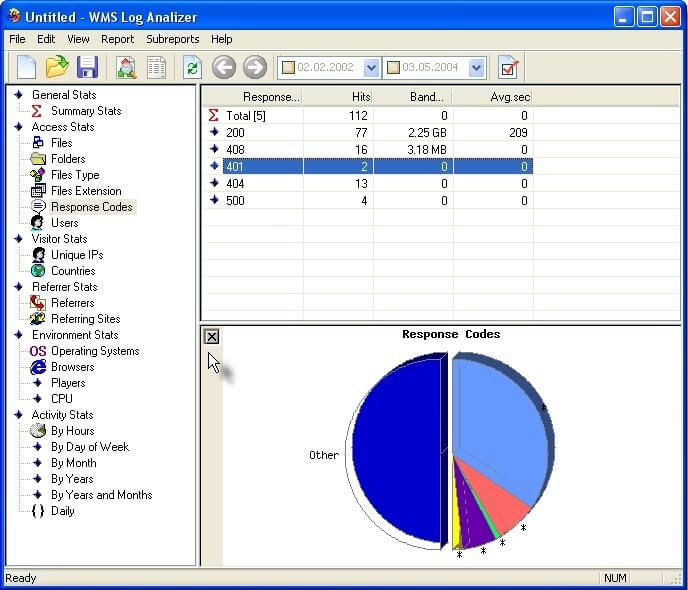 Untitled - WMS Log Analizer
File Edit View Report Subreports Help
02.02.2002 03.05.2004
General Stats
Summary Stats
Access Stats
Files
Folders
Files Type
Files Extension
Response Codes
Users
Visitor Stats
Unique IPs
Countries
Referrer Stats
Referrers
Referring Sites
Environment Stats
OS Operating Systems
Browsers
Players
CPU
Activity Stats
By Hours
By Day of Week
By Month
By Years
By Years and Months
{} Daily
Response... Hits Band... Avg.sec
Σ Total [5] 112 0 0
200 77 2.25 GB 209
408 16 3.18 MB 0
401 2 0 0
404 13 0 0
500 4 0 0
Response Codes
Other
* * * * *
Ready NUM